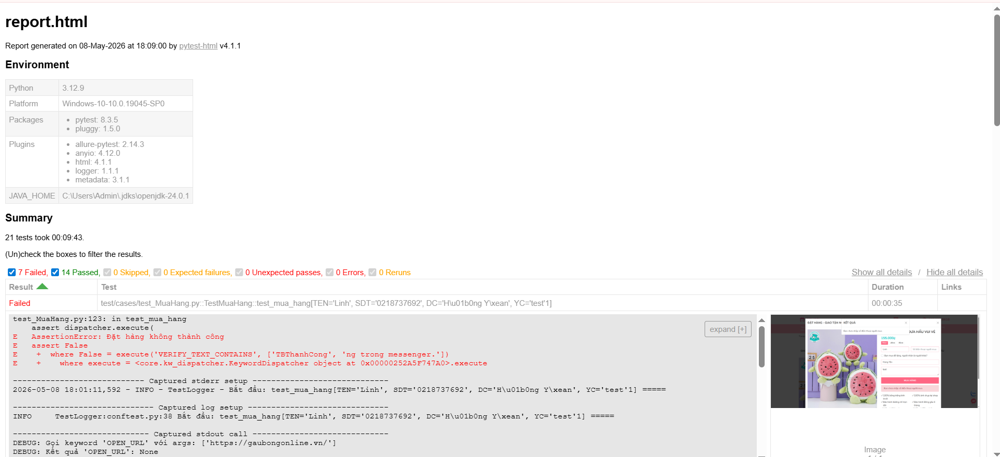 report.html
Report generated on 08-May-2026 at 18:09:00 by pytest-html v4.1.1
Environment
Python 3.12.9
Platform Windows-10-10.0.19045-SP0
Packages
pytest: 8.3.5
pluggy: 1.5.0
Plugins
allure-pytest: 2.14.3
anyio: 4.12.0
html: 4.1.1
logger: 1.1.1
metadata: 3.1.1
JAVA_HOME C:\Users\Admin\.jdks\openjdk-24.0.1
Summary
21 tests took 00:09:43.
(Un)check the boxes to filter the results.
7 Failed, 14 Passed, 0 Skipped, 0 Expected failures, 0 Unexpected passes, 0 Errors, 0 Reruns
Show all details / Hide all details
Result Test Duration Links
Failed test/cases/test_MuaHang.py::TestMuaHang::test_mua_hang[TEN='Linh', SDT='0218737692', DC='H\u01b0ng Y\xean', YC='test'1] 00:00:35
test_MuaHang.py:123: in test_mua_hang
assert dispatcher.execute(
E AssertionError: Đặt hàng không thành công
E assert False
E + where False = execute('VERIFY_TEXT_CONTAINS', ['TBThanhCong', 'ng trong messenger.'])
E + where execute = <core.kw_dispatcher.KeywordDispatcher object at 0x00000252A5F747A0>.execute
---------------------------- Captured stderr setup -----------------------------
2026-05-08 18:01:11,592 - INFO - TestLogger - Bắt đầu: test_mua_hang[TEN='Linh', SDT='0218737692', DC='H\u01b0ng Y\xean', YC='test'1] =====
------------------------------ Captured log setup ------------------------------
INFO TestLogger:conftest.py:38 Bắt đầu: test_mua_hang[TEN='Linh', SDT='0218737692', DC='H\u01b0ng Y\xean', YC='test'1] =====
----------------------------- Captured stdout call -----------------------------
DEBUG: Gọi keyword 'OPEN_URL' với args: ['https://gaubongonline.vn/']
DEBUG: Kết quả 'OPEN_URL': None
expand [+]
ĐẶT HÀNG - GIAO TẬN
KẾT QUẢ
DƯA HẤU VUI VẺ
155.000₫
Linh
Hưng Yên
test
MUA HÀNG
Image